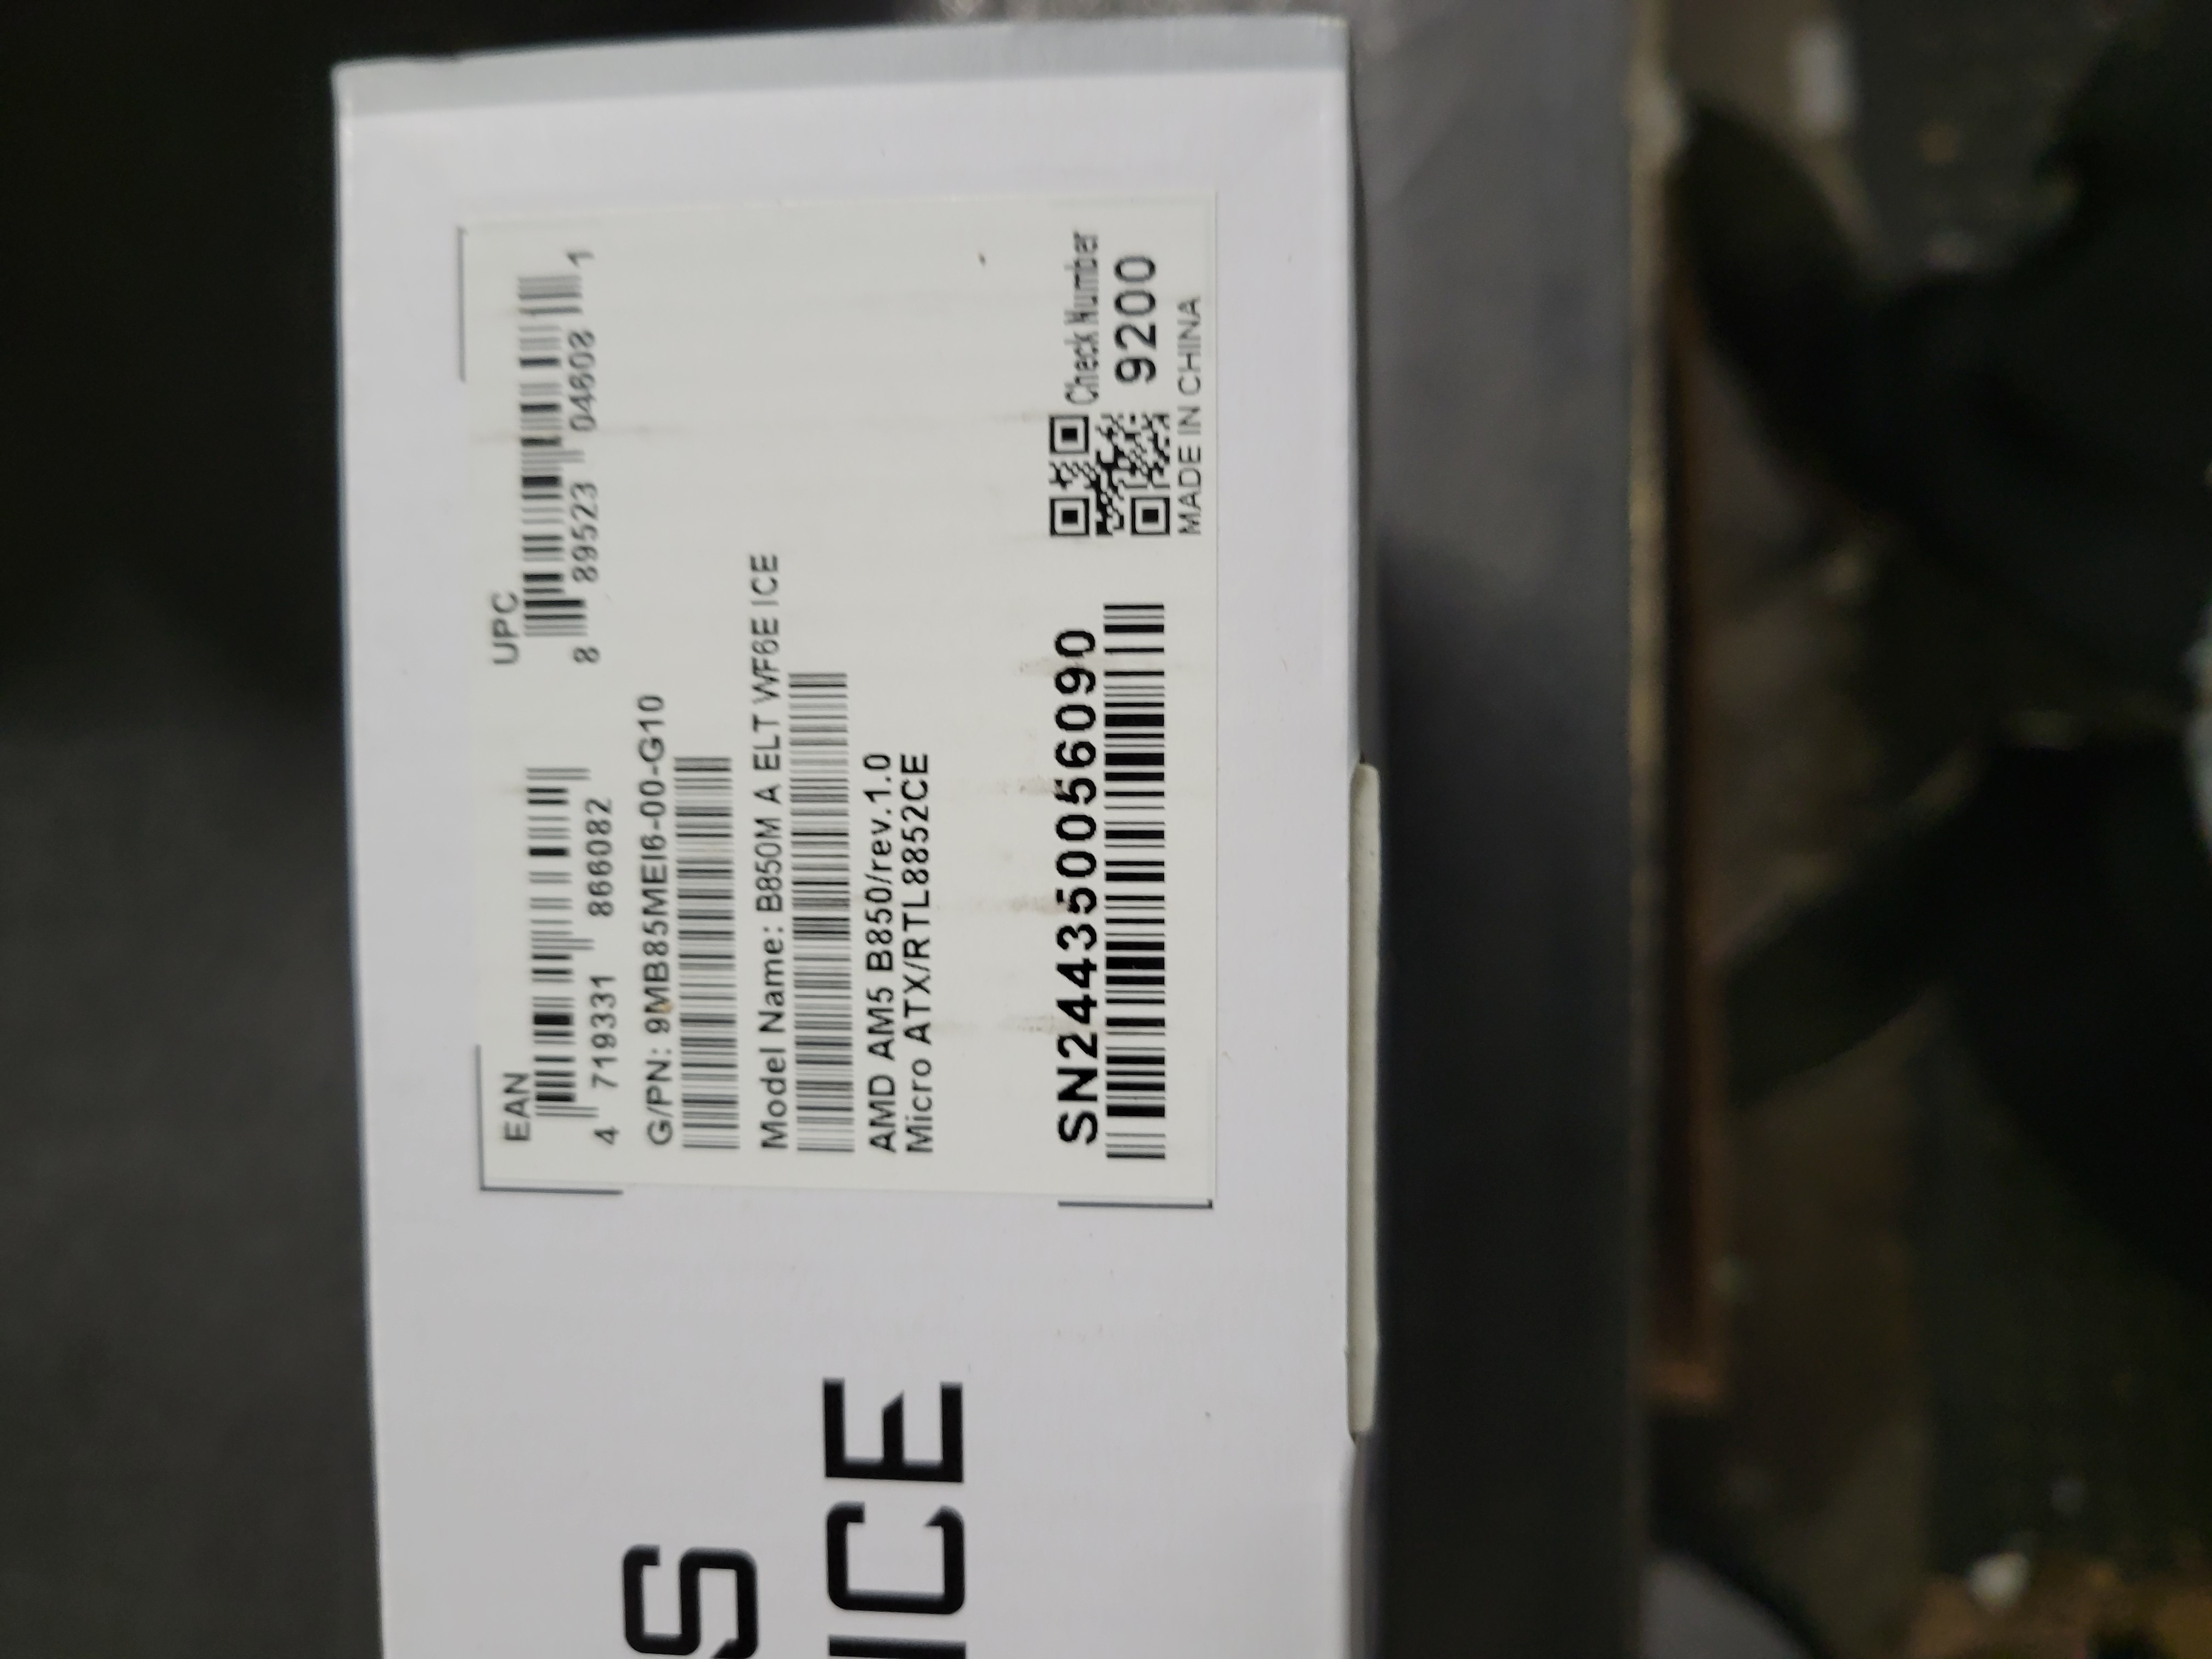 EAN
4 719331 866082
UPC
8 89523 04608 1
G/PN: 9MB85MEI6-00-G10
Model Name: B850M A ELT WF6E ICE
AMD AM5 B850/rev.1.0
Micro ATX/RTL8852CE
SN244350056090
Check Number
9200
MADE IN CHINA
S
ICE